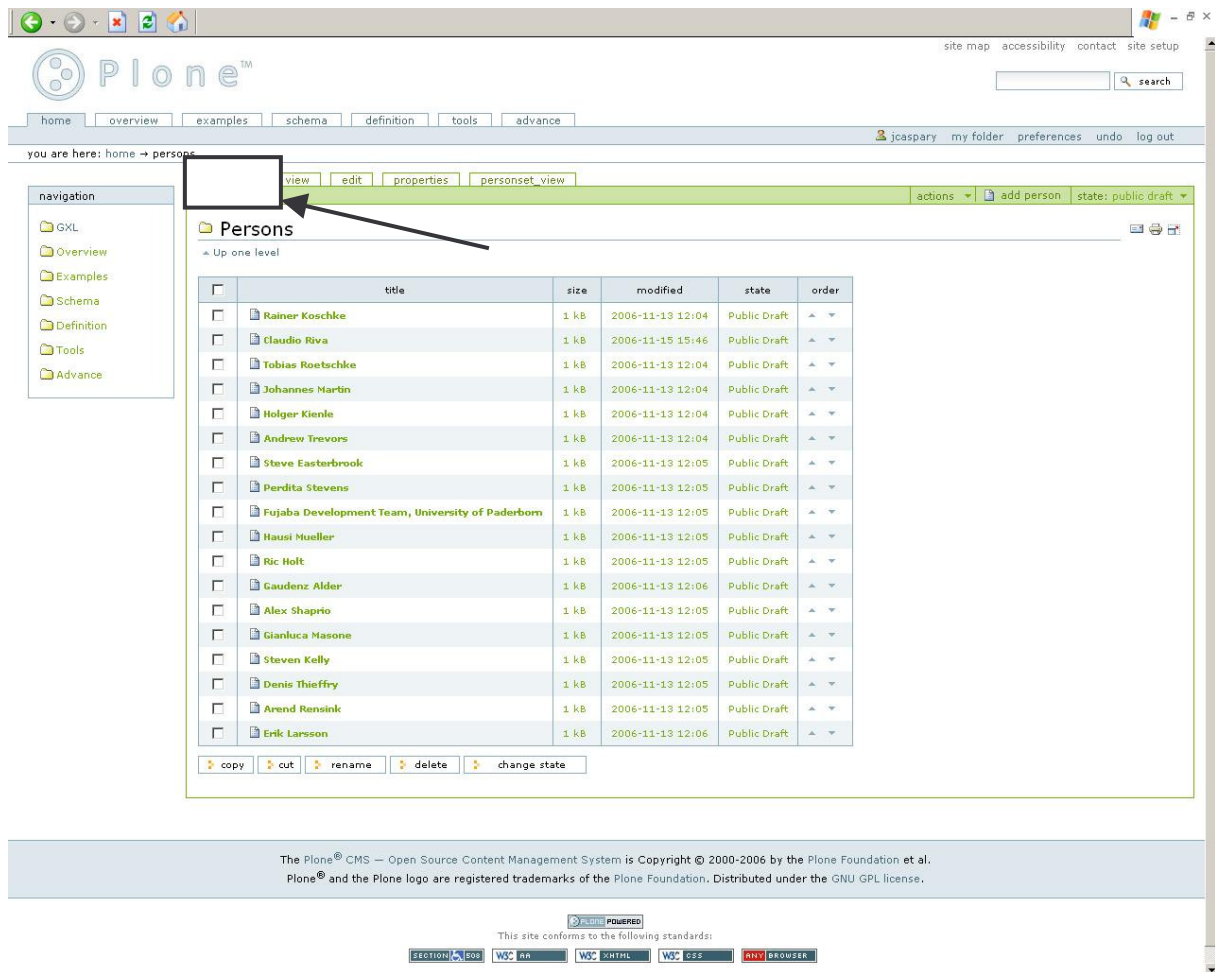 site map accessibility contact site setup
Plone™
search
home overview examples schema definition tools advance
jcaspary my folder preferences undo log out
you are here: home → persons
view edit properties personset_view
navigation
actions add person state: public draft
GXL
Overview
Examples
Schema
Definition
Tools
Advance
Persons
Up one level
title size modified state order
Rainer Koschke 1 kB 2006-11-13 12:04 Public Draft
Claudio Riva 1 kB 2006-11-15 15:46 Public Draft
Tobias Roetschke 1 kB 2006-11-13 12:04 Public Draft
Johannes Martin 1 kB 2006-11-13 12:04 Public Draft
Holger Kienle 1 kB 2006-11-13 12:04 Public Draft
Andrew Trevors 1 kB 2006-11-13 12:04 Public Draft
Steve Easterbrook 1 kB 2006-11-13 12:05 Public Draft
Perdita Stevens 1 kB 2006-11-13 12:05 Public Draft
Fujaba Development Team, University of Paderborn 1 kB 2006-11-13 12:05 Public Draft
Hausi Mueller 1 kB 2006-11-13 12:05 Public Draft
Ric Holt 1 kB 2006-11-13 12:05 Public Draft
Gaudenz Alder 1 kB 2006-11-13 12:06 Public Draft
Alex Shaprio 1 kB 2006-11-13 12:05 Public Draft
Gianluca Masone 1 kB 2006-11-13 12:05 Public Draft
Steven Kelly 1 kB 2006-11-13 12:05 Public Draft
Denis Thieffry 1 kB 2006-11-13 12:05 Public Draft
Arend Rensink 1 kB 2006-11-13 12:05 Public Draft
Erik Larsson 1 kB 2006-11-13 12:06 Public Draft
copy cut rename delete change state
The Plone® CMS — Open Source Content Management System is Copyright © 2000-2006 by the Plone Foundation et al.
Plone® and the Plone logo are registered trademarks of the Plone Foundation. Distributed under the GNU GPL license.
PLONE POWERED
This site conforms to the following standards:
SECTION 508 W3C AA W3C XHTML W3C CSS ANY BROWSER